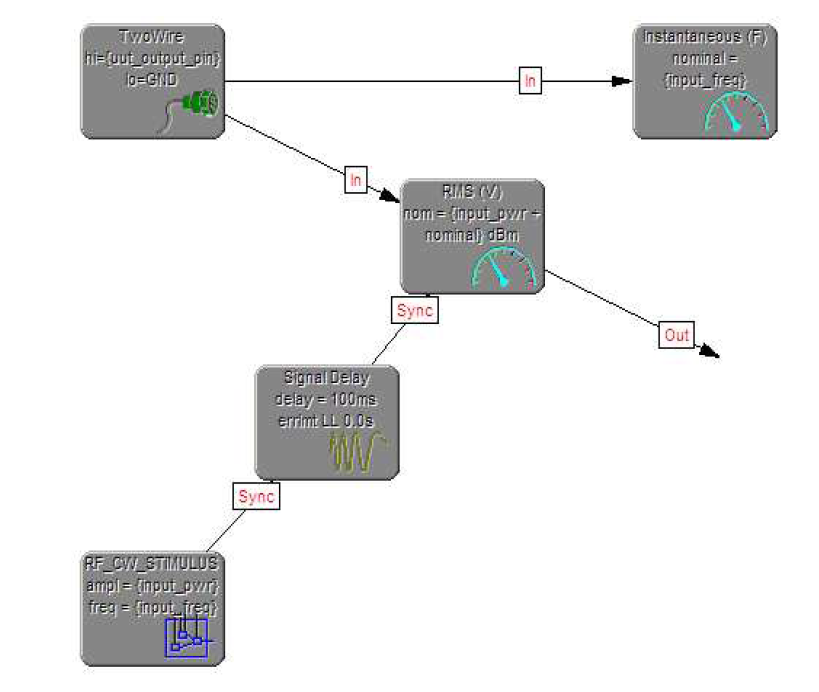 TwoWire
hi={uut_output_pin}
lo=GND
In
Instantaneous (F)
nominal =
{input_freq}
In
RMS (V)
nom = {input_pwr +
nominal} dBm
Sync
Out
Signal Delay
delay = 100ms
errlmt LL 0.0s
Sync
RF_CW_STIMULUS
ampl = {input_pwr}
freq = {input_freq}